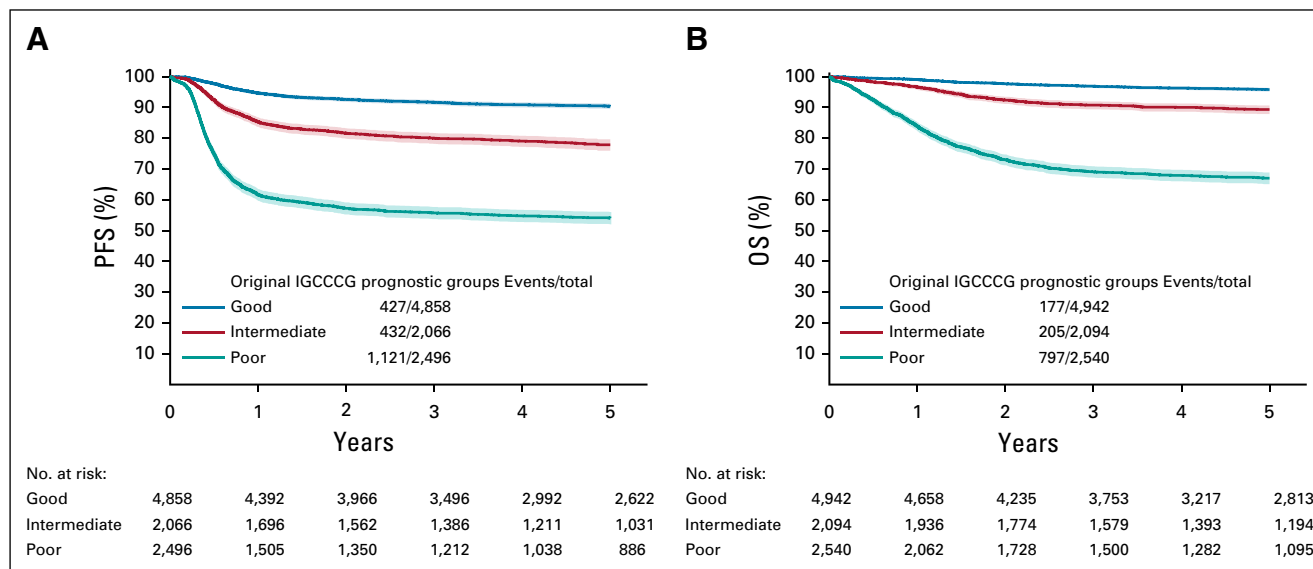 A
100
90
80
70
60
50
40
30
20
10
PFS (%)
Original IGCCCG prognostic groups Events/total
Good 427/4,858
Intermediate 432/2,066
Poor 1,121/2,496
0 1 2 3 4 5
Years
No. at risk:
Good 4,858 4,392 3,966 3,496 2,992 2,622
Intermediate 2,066 1,696 1,562 1,386 1,211 1,031
Poor 2,496 1,505 1,350 1,212 1,038 886
B
100
90
80
70
60
50
40
30
20
10
OS (%)
Original IGCCCG prognostic groups Events/total
Good 177/4,942
Intermediate 205/2,094
Poor 797/2,540
0 1 2 3 4 5
Years
No. at risk:
Good 4,942 4,658 4,235 3,753 3,217 2,813
Intermediate 2,094 1,936 1,774 1,579 1,393 1,194
Poor 2,540 2,062 1,728 1,500 1,282 1,095